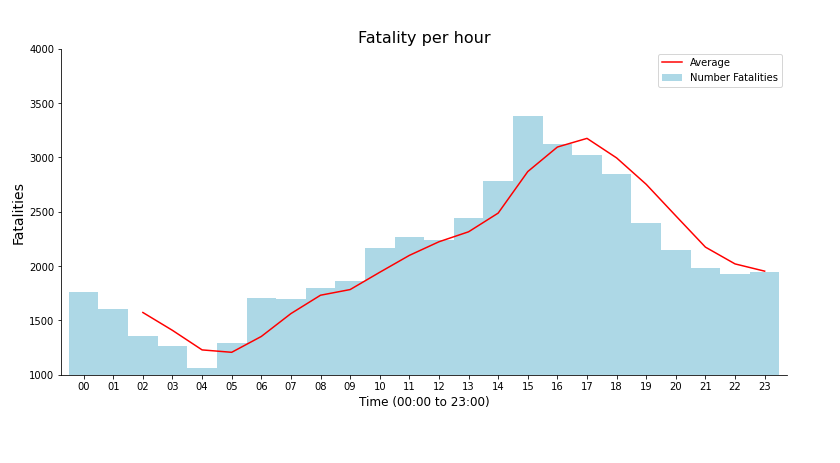 Fatality per hour
Average
Number Fatalities
Fatalities
4000
3500
3000
2500
2000
1500
1000
00 01 02 03 04 05 06 07 08 09 10 11 12 13 14 15 16 17 18 19 20 21 22 23
Time (00:00 to 23:00)